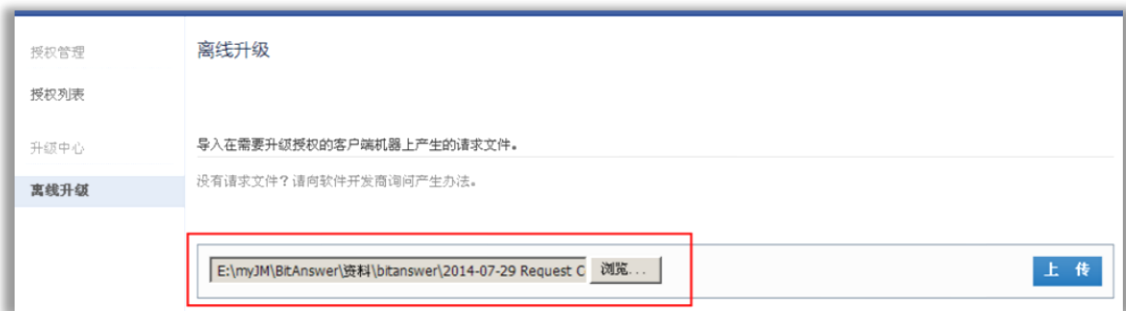 授权管理
授权列表
升级中心
离线升级
离线升级
导入在需要升级授权的客户端机器上产生的请求文件。
没有请求文件？请向软件开发商询问产生办法。
E:\myJM\BitAnswer\资料\bitanswer\2014-07-29 Request C 浏览...
上 传